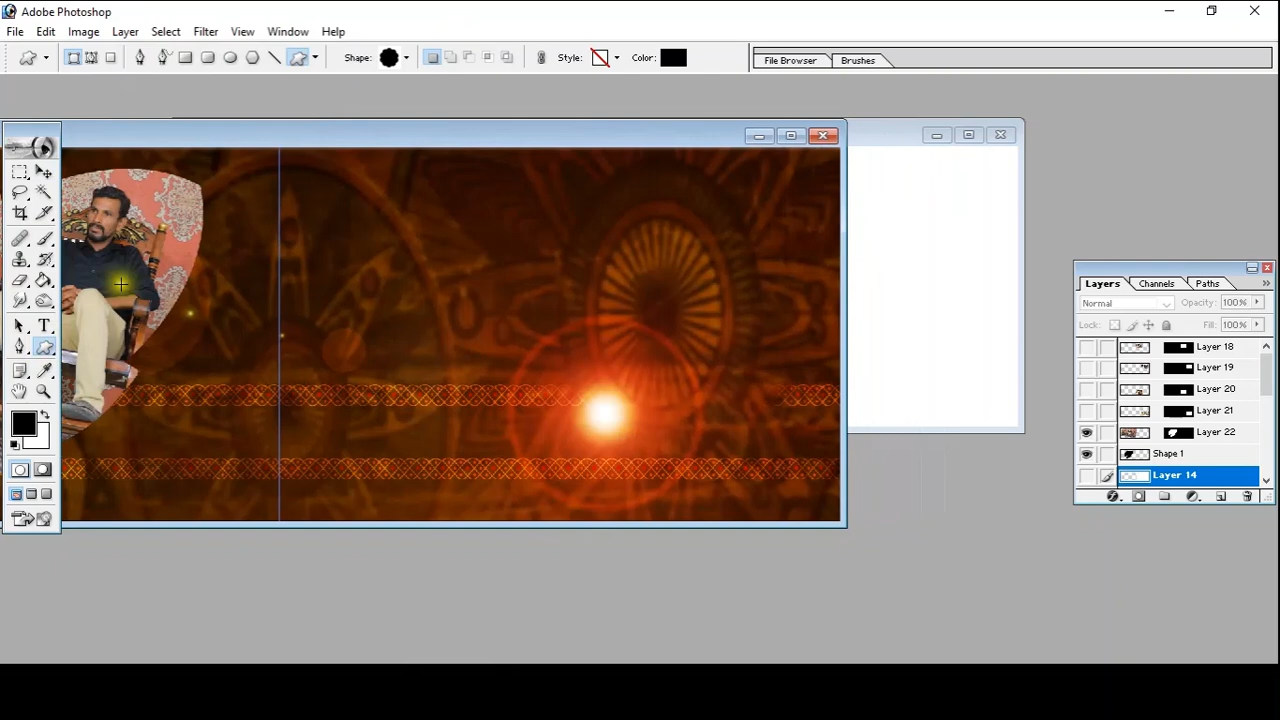 Adobe Photoshop
File Edit Image Layer Select Filter View Window Help
Shape: Style: Color: File Browser Brushes
Layers Channels Paths
Normal Opacity: 100%
Lock: Fill: 100%
Layer 18
Layer 19
Layer 20
Layer 21
Layer 22
Shape 1
Layer 14